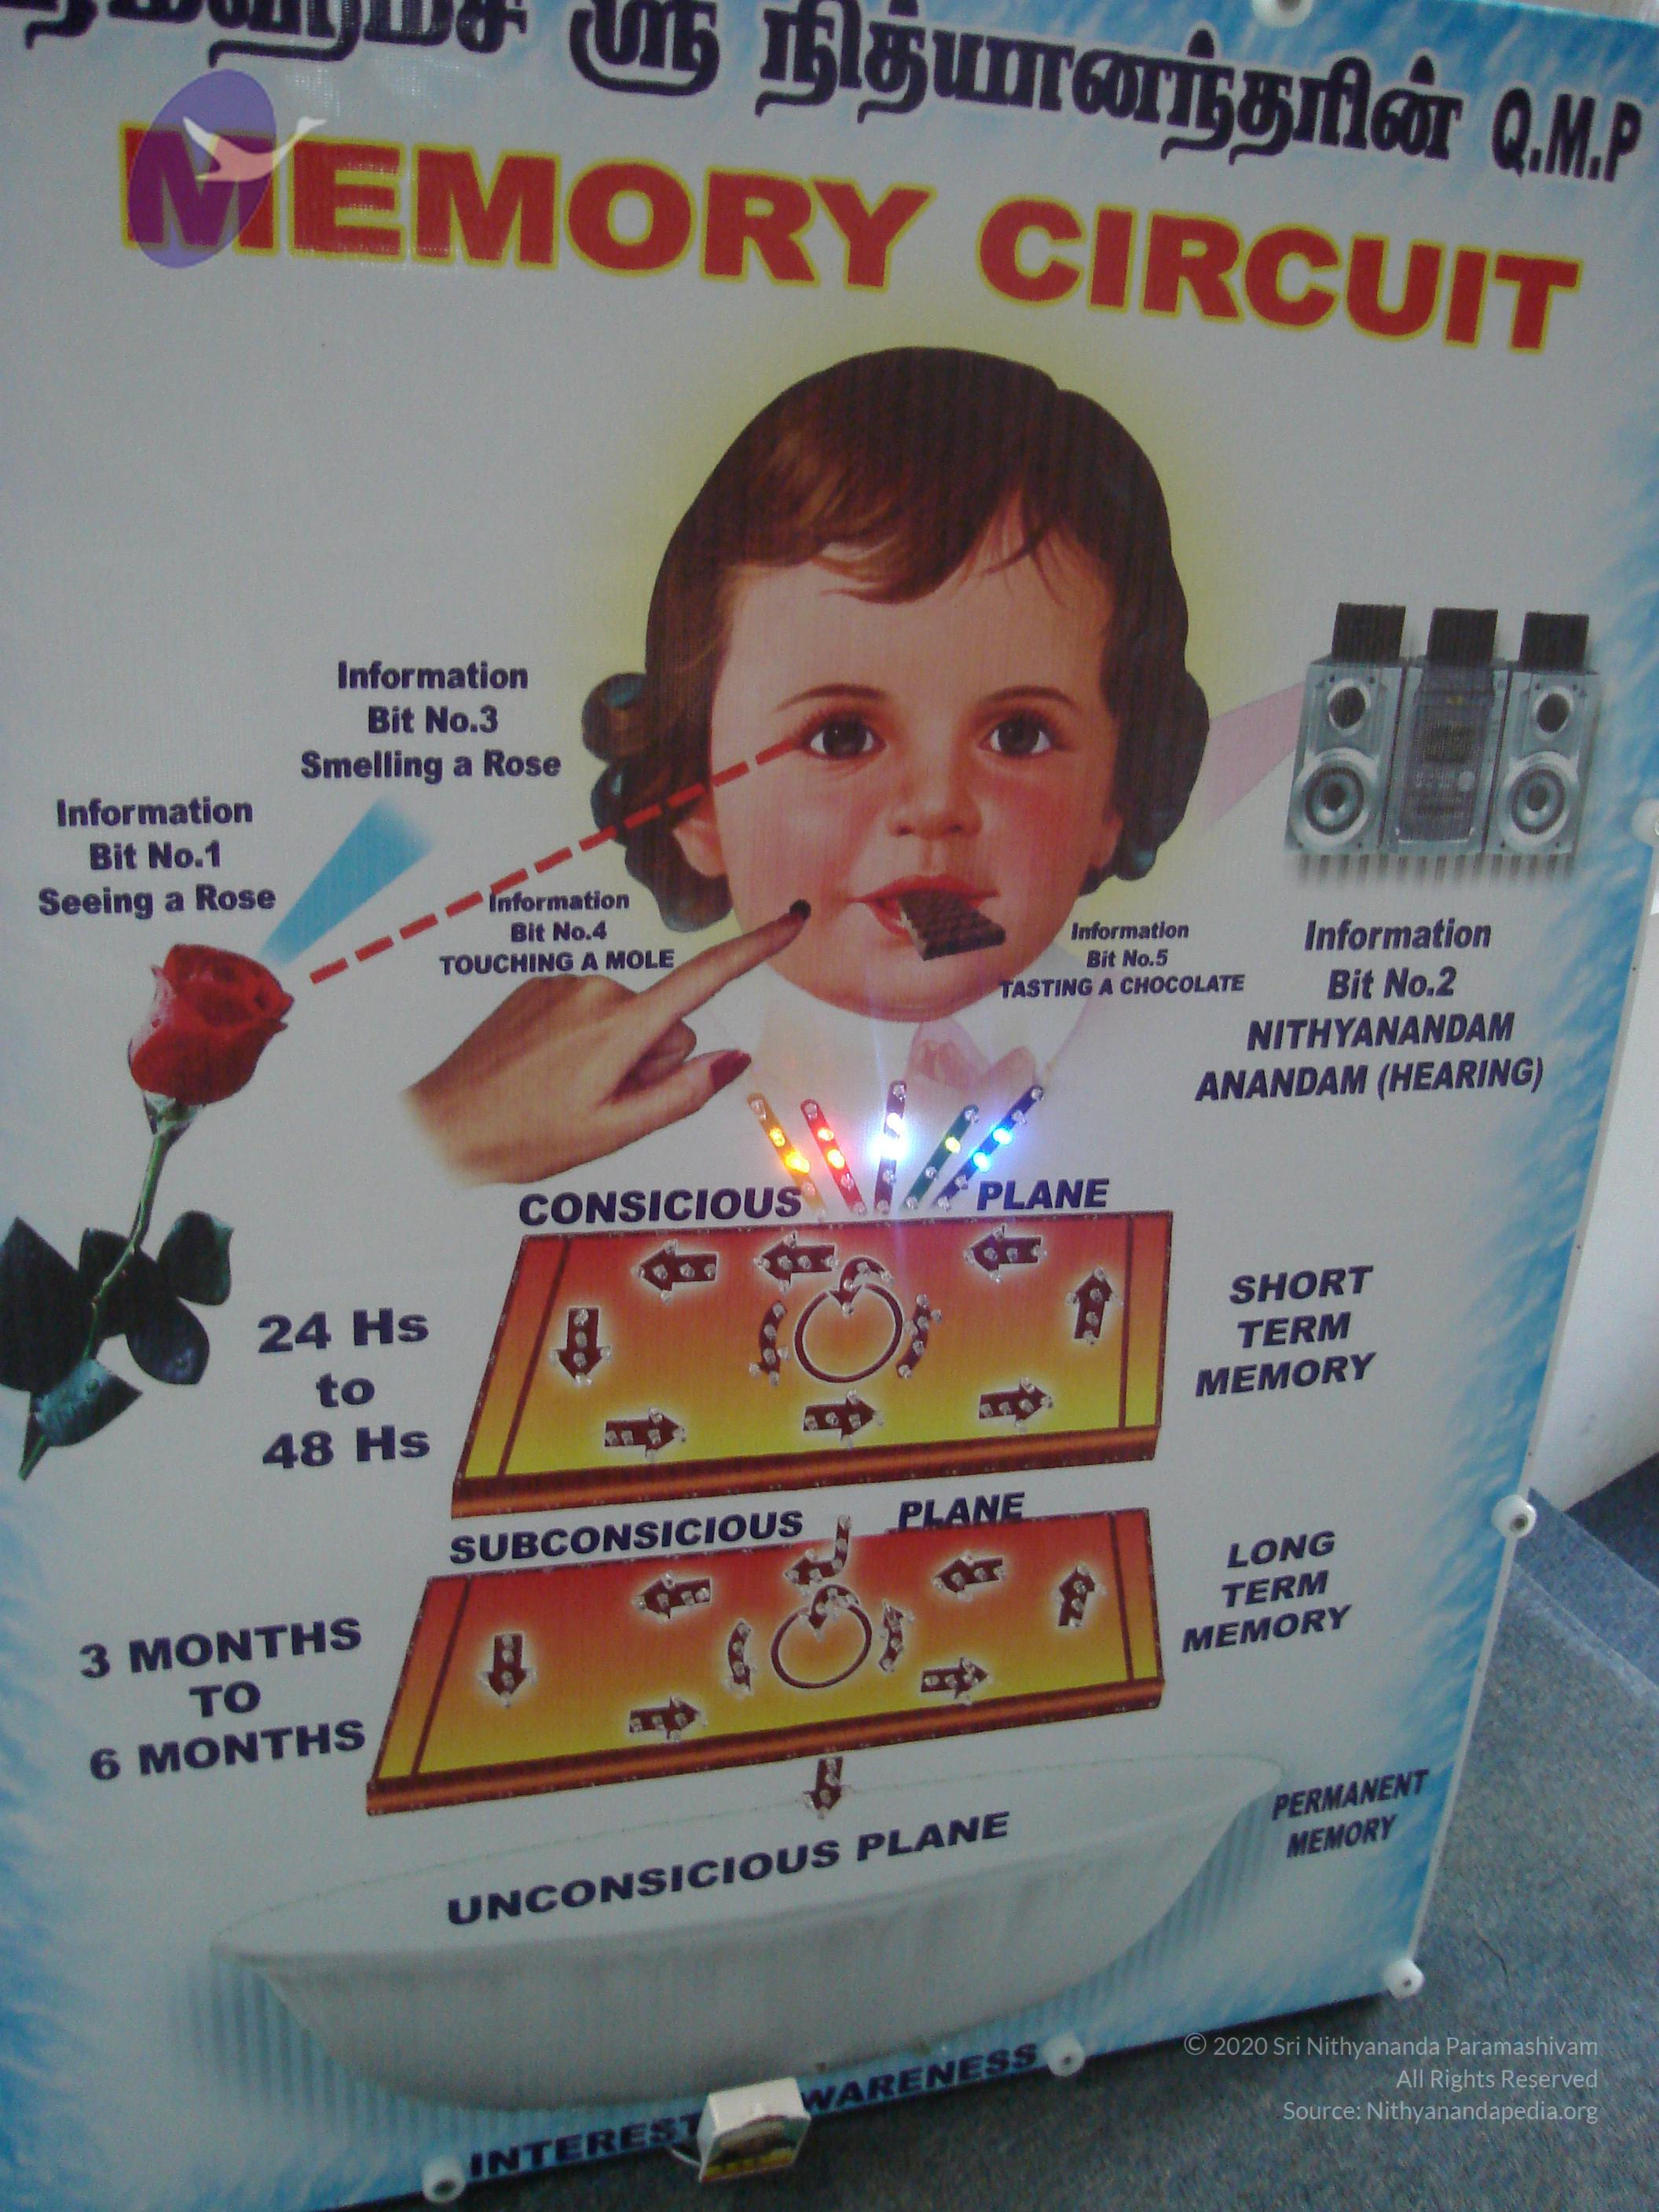 ஸ்ரீ நித்யானந்தரின் Q.M.P
MEMORY CIRCUIT
Information
Bit No.3
Smelling a Rose
Information
Bit No.1
Seeing a Rose
Information
Bit No.4
TOUCHING A MOLE
Information
Bit No.5
TASTING A CHOCOLATE
Information
Bit No.2
NITHYANANDAM
ANANDAM (HEARING)
CONSICIOUS PLANE
24 Hs
to
48 Hs
SHORT
TERM
MEMORY
SUBCONSICIOUS PLANE
3 MONTHS
TO
6 MONTHS
LONG
TERM
MEMORY
UNCONSICIOUS PLANE
PERMANENT
MEMORY
INTEREST
© 2020 Sri Nithyananda Paramashivam
All Rights Reserved
Source: Nithyanandapedia.org